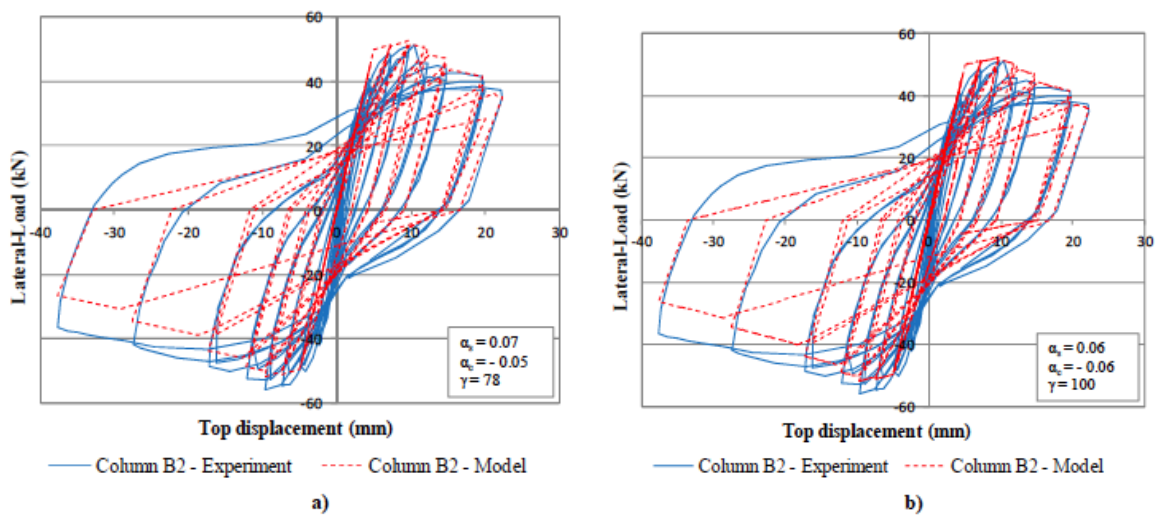 a)
60
40
20
0
-20
-40
-60
-40
-30
-20
-10
0
10
20
30
Lateral-Load (kN)
Top displacement (mm)
αs = 0.07
αc = - 0.05
γ = 78
Column B2 - Experiment
Column B2 - Model
a)
b)
60
40
20
0
-20
-40
-60
-40
-30
-20
-10
0
10
20
30
Lateral-Load (kN)
Top displacement (mm)
αs = 0.06
αc = - 0.06
γ = 100
Column B2 - Experiment
Column B2 - Model
b)